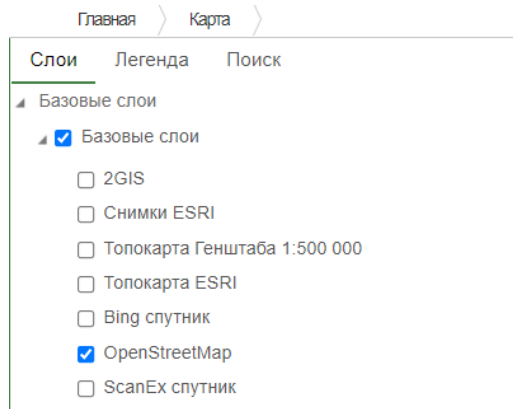 Главная Карта
Слои Легенда Поиск
Базовые слои
Базовые слои
2GIS
Снимки ESRI
Топокарта Генштаба 1:500 000
Топокарта ESRI
Bing спутник
OpenStreetMap
ScanEx спутник